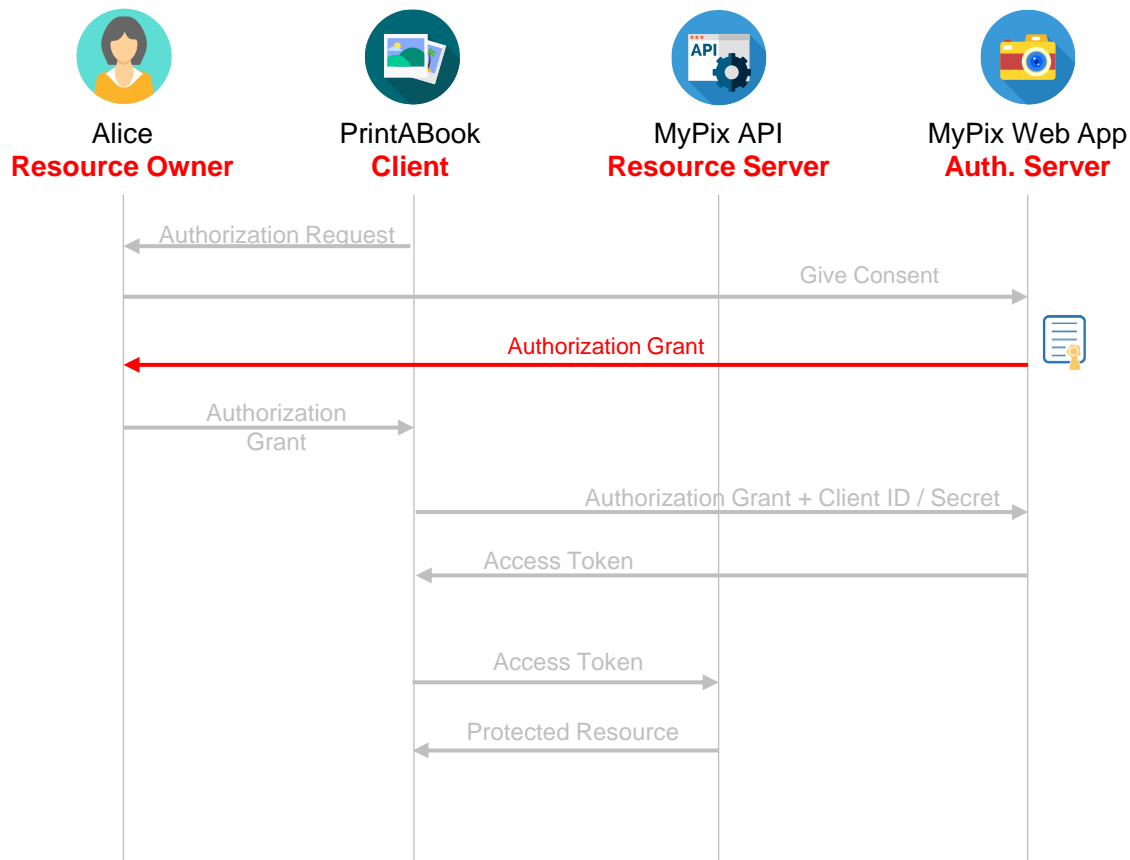 API
Alice
Resource Owner
PrintABook
Client
MyPix API
Resource Server
MyPix Web App
Auth. Server
Authorization Request
Give Consent
Authorization Grant
Authorization
Grant
Authorization Grant + Client ID / Secret
Access Token
Access Token
Protected Resource